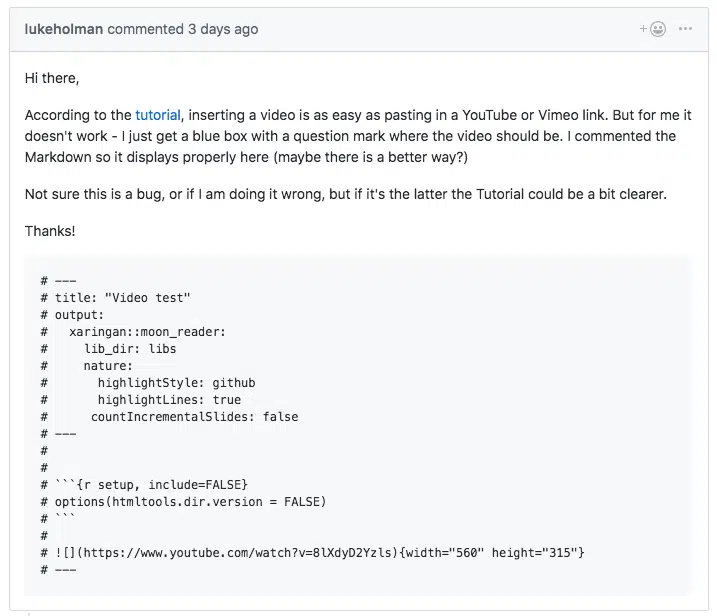 lukeholman commented 3 days ago
Hi there,
According to the tutorial, inserting a video is as easy as pasting in a YouTube or Vimeo link. But for me it
doesn't work - I just get a blue box with a question mark where the video should be. I commented the
Markdown so it displays properly here (maybe there is a better way?)
Not sure this is a bug, or if I am doing it wrong, but if it's the latter the Tutorial could be a bit clearer.
Thanks!
# ---
# title: "Video test"
# output:
#   xaringan::moon_reader:
#     lib_dir: libs
#     nature:
#       highlightStyle: github
#       highlightLines: true
#      countIncrementalSlides: false
# ---
#
#
# ```{r setup, include=FALSE}
# options(htmltools.dir.version = FALSE)
# ```
#
# ![](https://www.youtube.com/watch?v=8lXdyD2Yzls){width="560" height="315"}
# ---